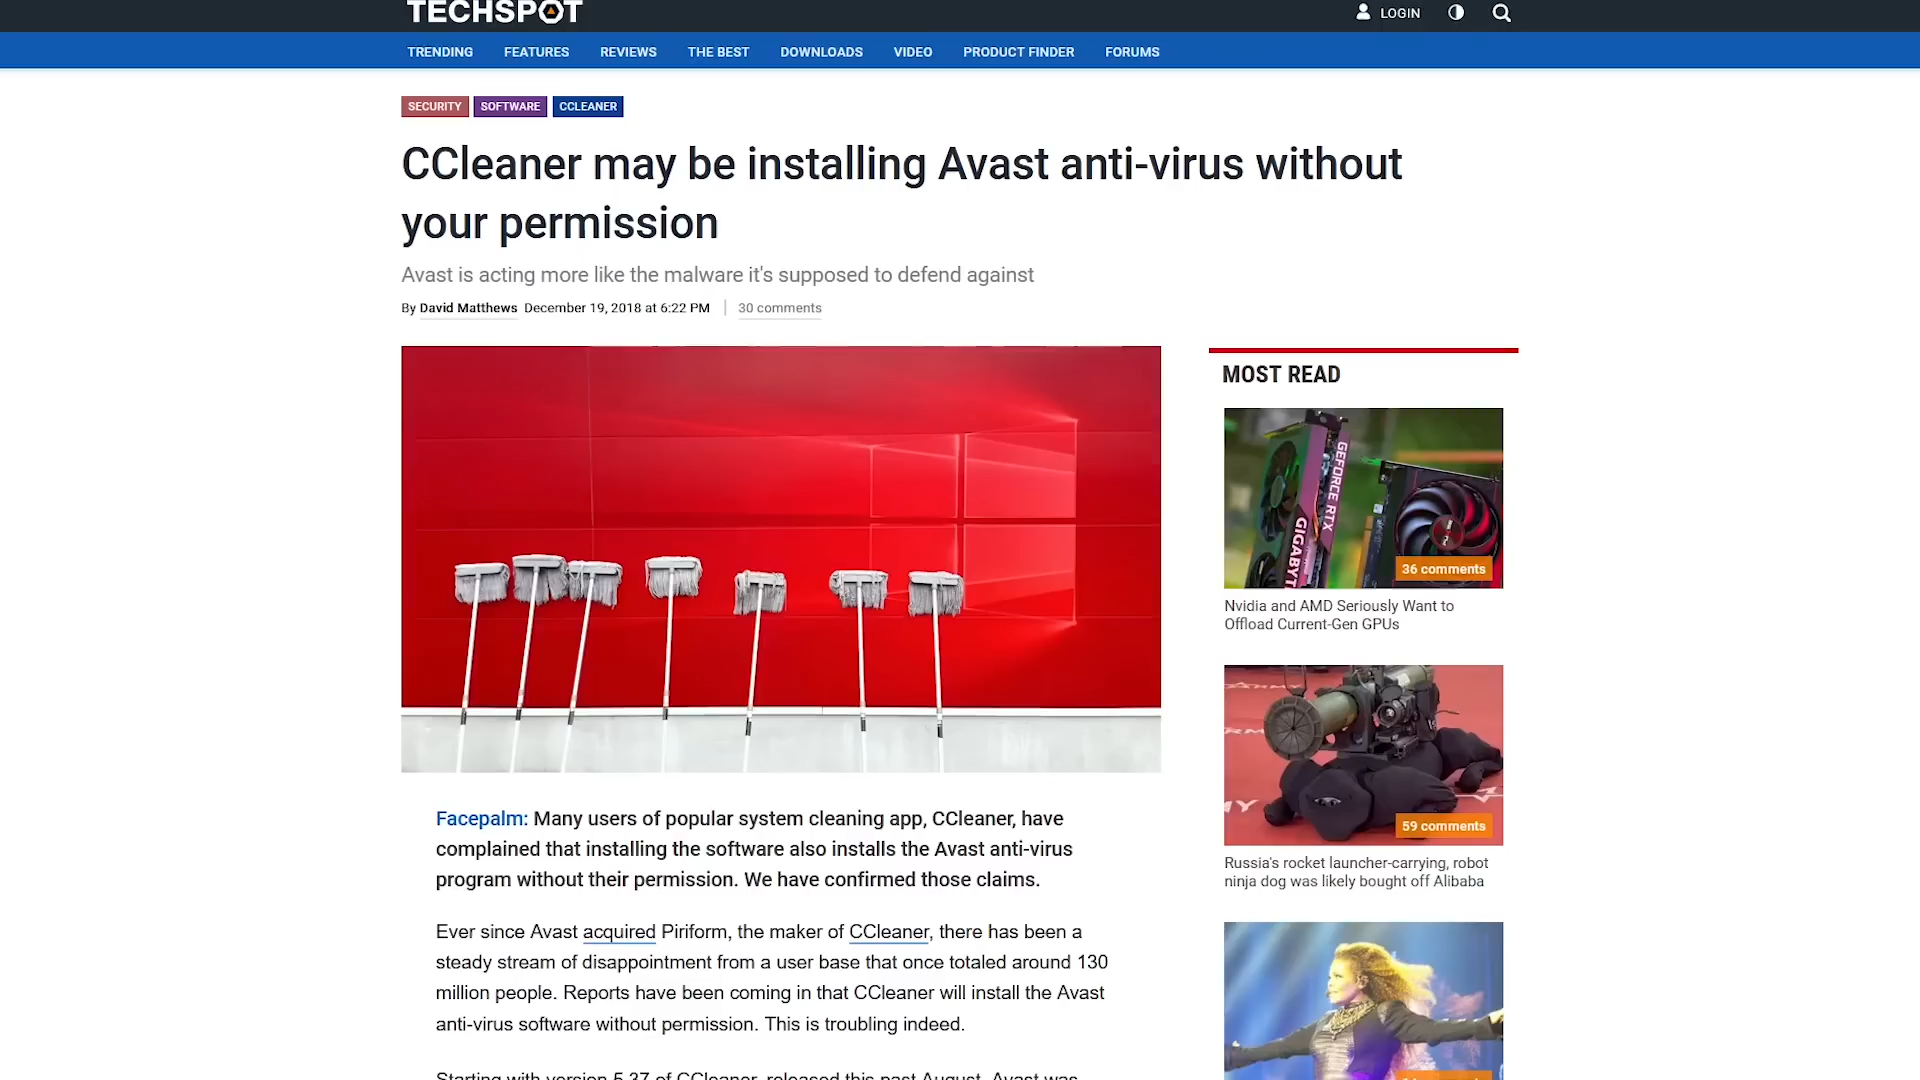 TECHSPOT
LOGIN
TRENDING FEATURES REVIEWS THE BEST DOWNLOADS VIDEO PRODUCT FINDER FORUMS
SECURITY SOFTWARE CCLEANER
CCleaner may be installing Avast anti-virus without
your permission
Avast is acting more like the malware it's supposed to defend against
By David Matthews December 19, 2018 at 6:22 PM 30 comments
Facepalm: Many users of popular system cleaning app, CCleaner, have
complained that installing the software also installs the Avast anti-virus
program without their permission. We have confirmed those claims.
Ever since Avast acquired Piriform, the maker of CCleaner, there has been a
steady stream of disappointment from a user base that once totaled around 130
million people. Reports have been coming in that CCleaner will install the Avast
anti-virus software without permission. This is troubling indeed.
Starting with version 5.37 of CCleaner, released this past August, Avast was
MOST READ
GEFORCE RTX
GIGABYT
36 comments
Nvidia and AMD Seriously Want to
Offload Current-Gen GPUs
59 comments
Russia's rocket launcher-carrying, robot
ninja dog was likely bought off Alibaba